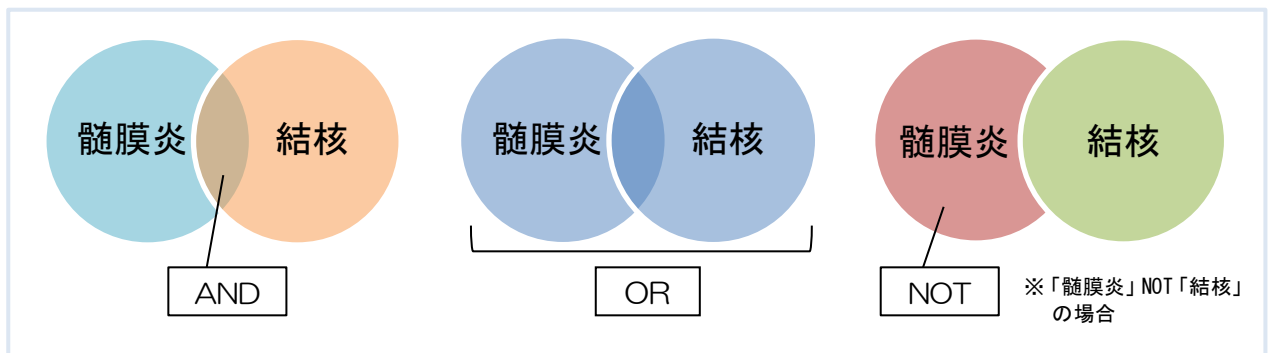 髄膜炎
結核
AND
髄膜炎
結核
OR
髄膜炎
結核
NOT
※「髄膜炎」NOT「結核」
の場合